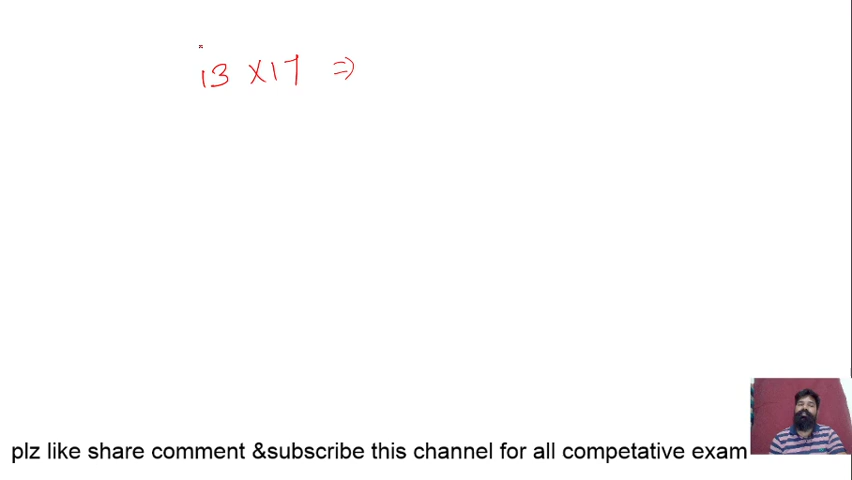 13 X17 =>
plz like share comment &subscribe this channel for all competative exam